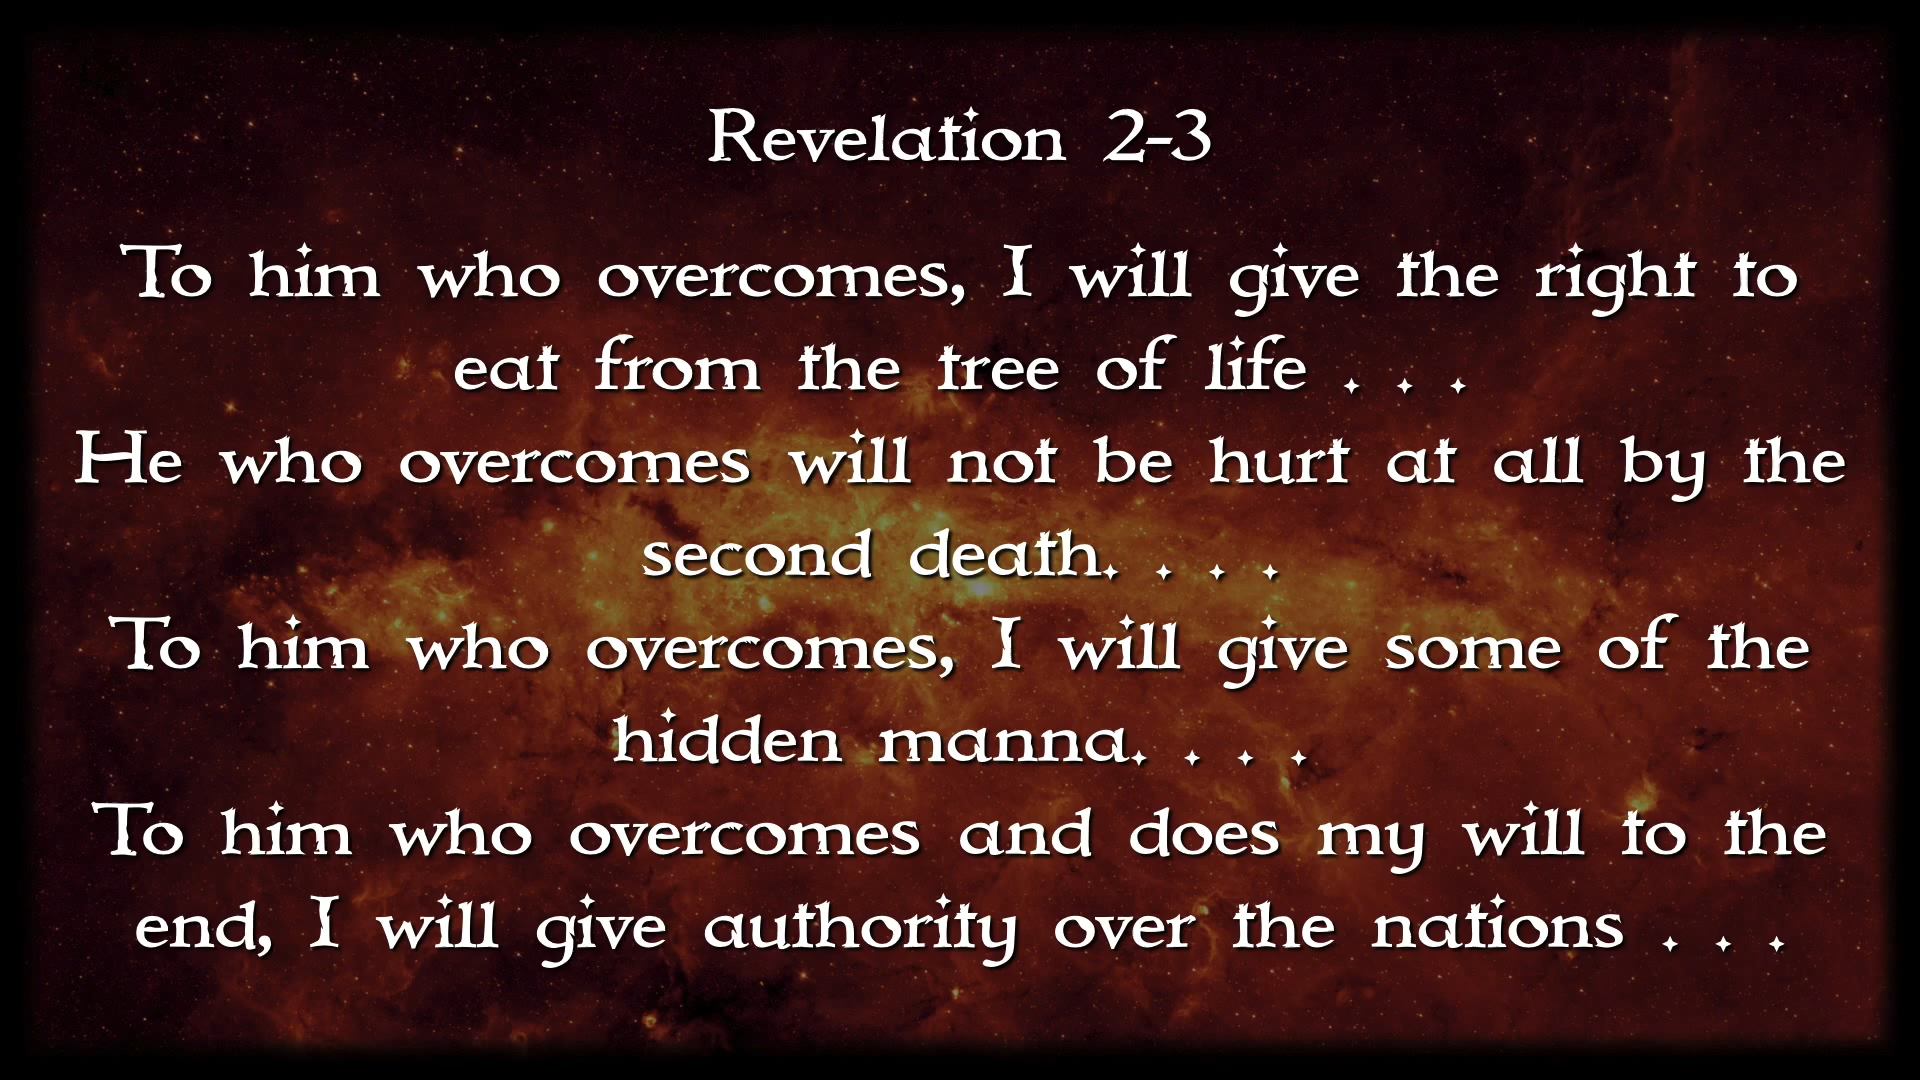 Revelation 2-3
To him who overcomes, I will give the right to
eat from the tree of life . . .
He who overcomes will not be hurt at all by the
second death. . . .
To him who overcomes, I will give some of the
hidden manna. . . .
To him who overcomes and does my will to the
end, I will give authority over the nations . . .